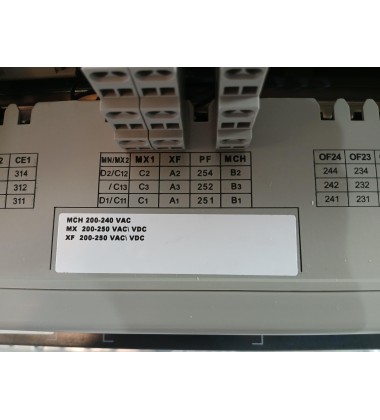 2 CE1 MN/MX2 MX1 XF PF MCH OF24 OF23
314 D2/C12 C2 A2 254 B2 244 234
312 /C13 C3 A3 252 B3 242 232
311 D1/C11 C1 A1 251 B1 241 231
MCH 200-240 VAC
MX 200-250 VAC\ VDC
XF 200-250 VAC\ VDC